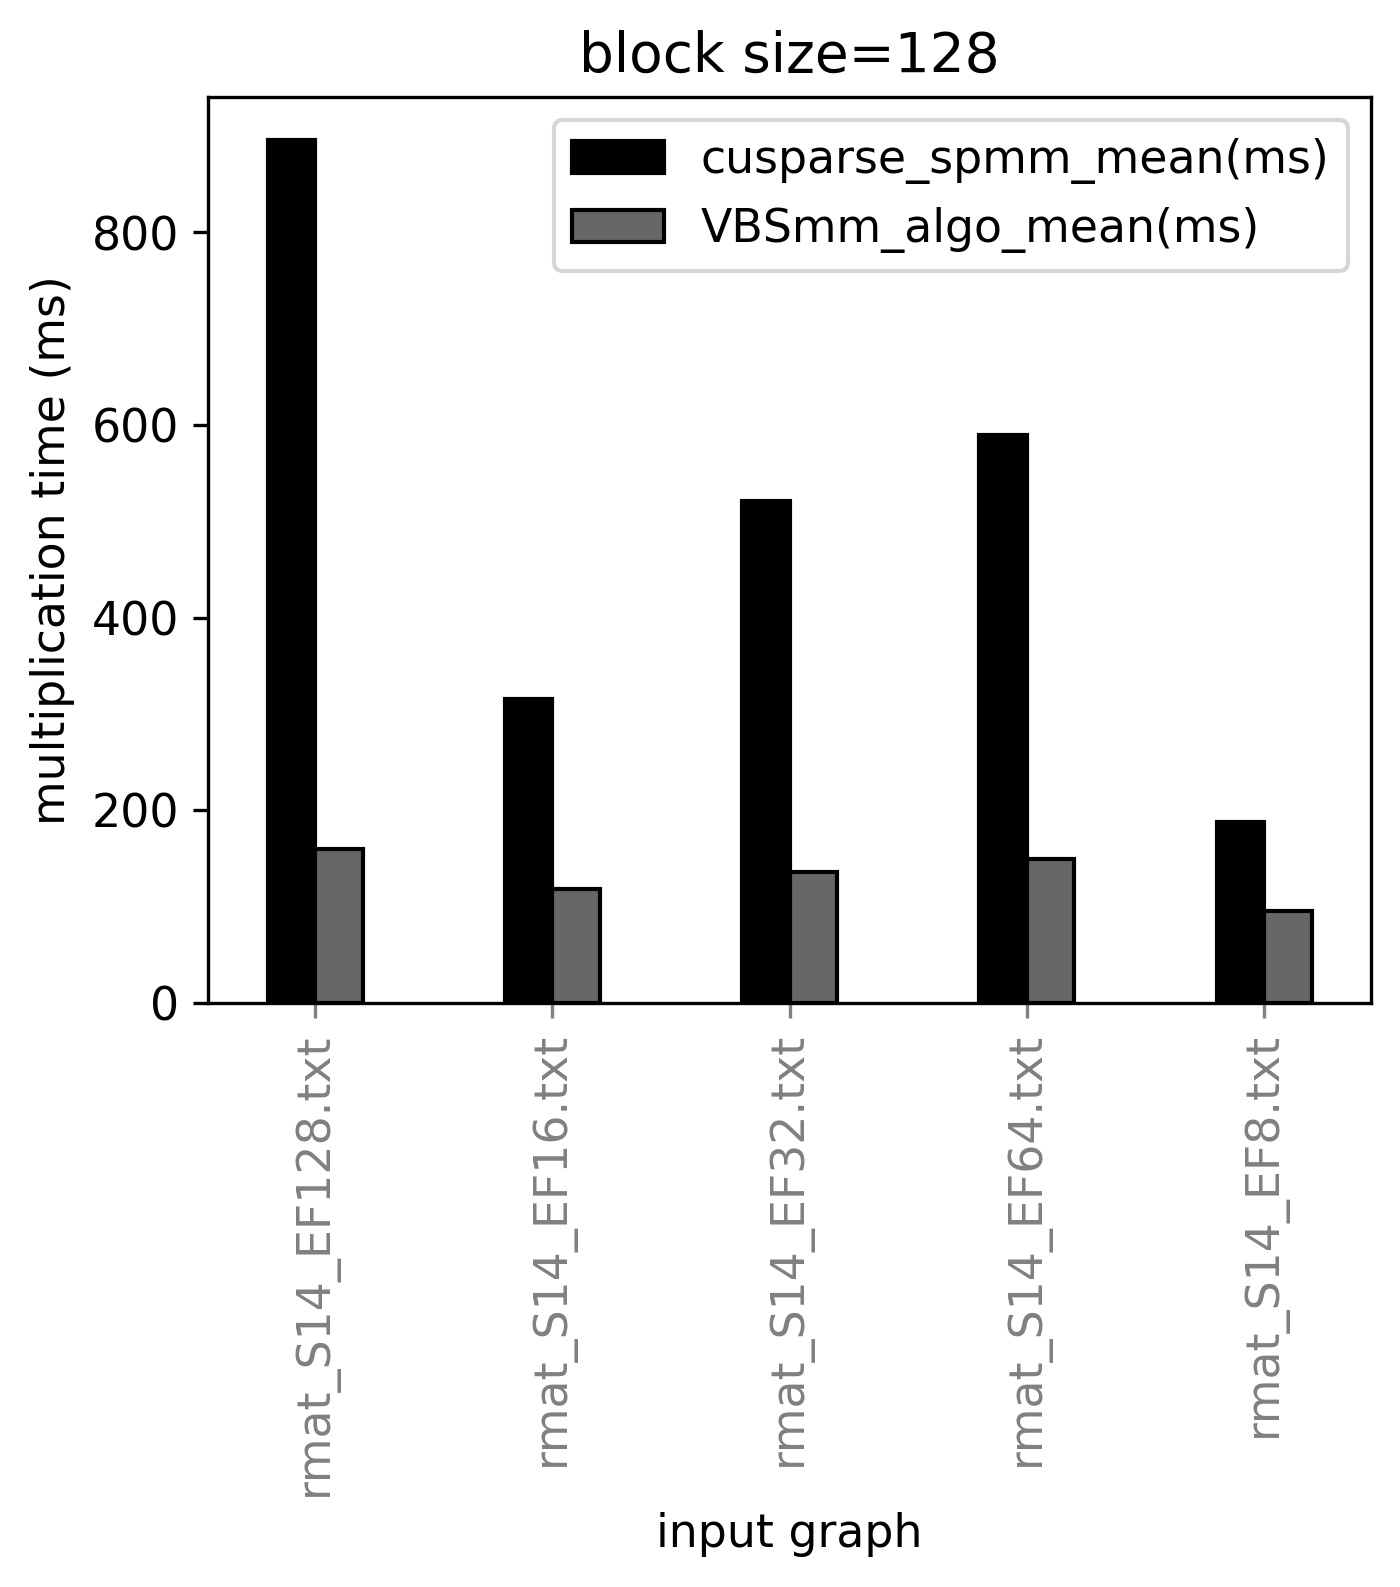 block size=128
cusparse_spmm_mean(ms)
VBSmm_algo_mean(ms)
multiplication time (ms)
800
600
400
200
0
rmat_S14_EF128.txt
rmat_S14_EF16.txt
rmat_S14_EF32.txt
rmat_S14_EF64.txt
rmat_S14_EF8.txt
input graph